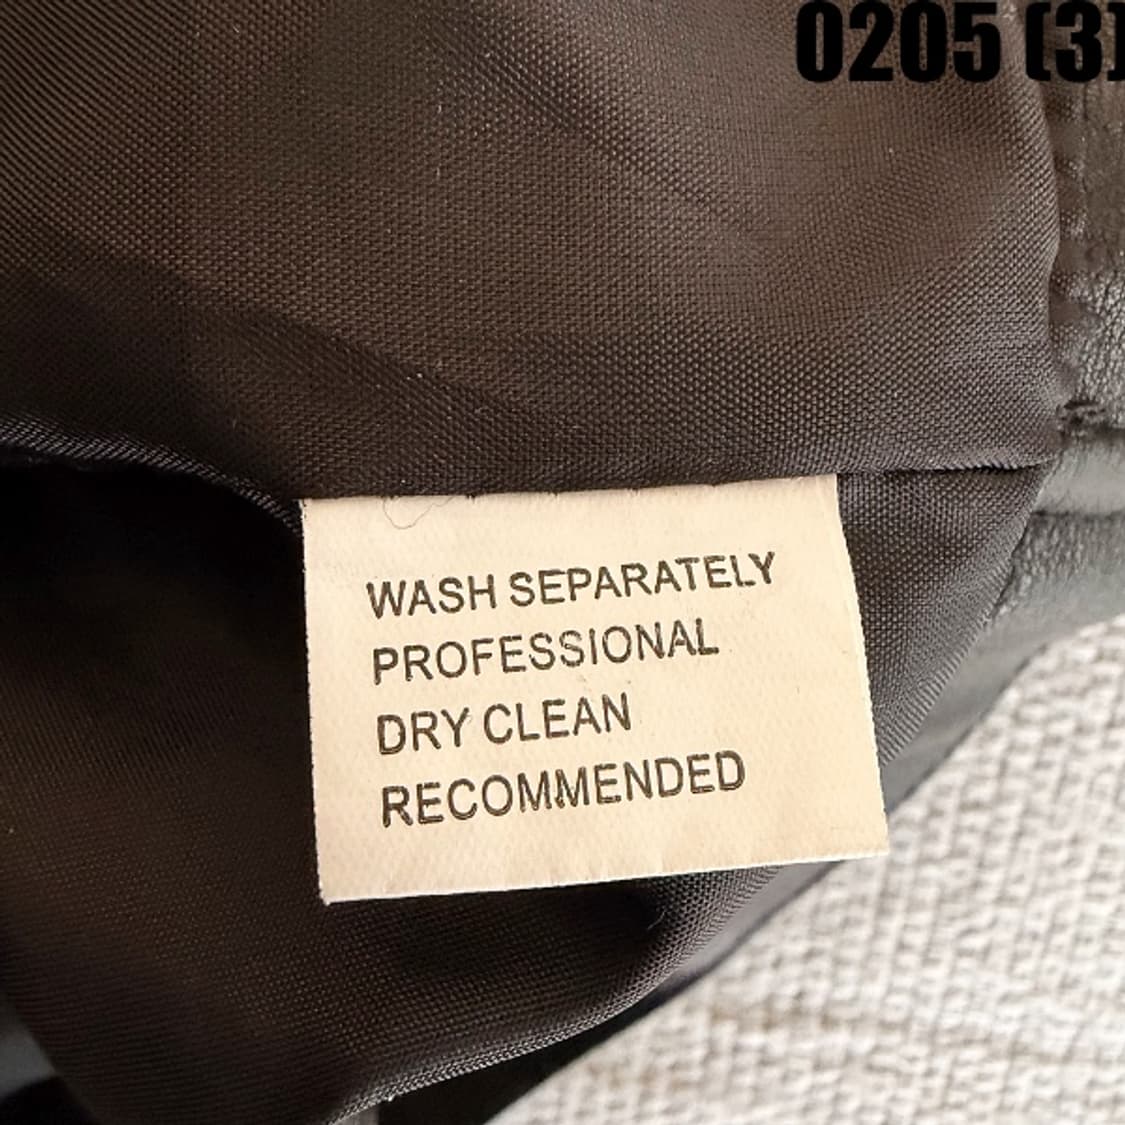 0205 (3)
WASH SEPARATELY
PROFESSIONAL
DRY CLEAN
RECOMMENDED